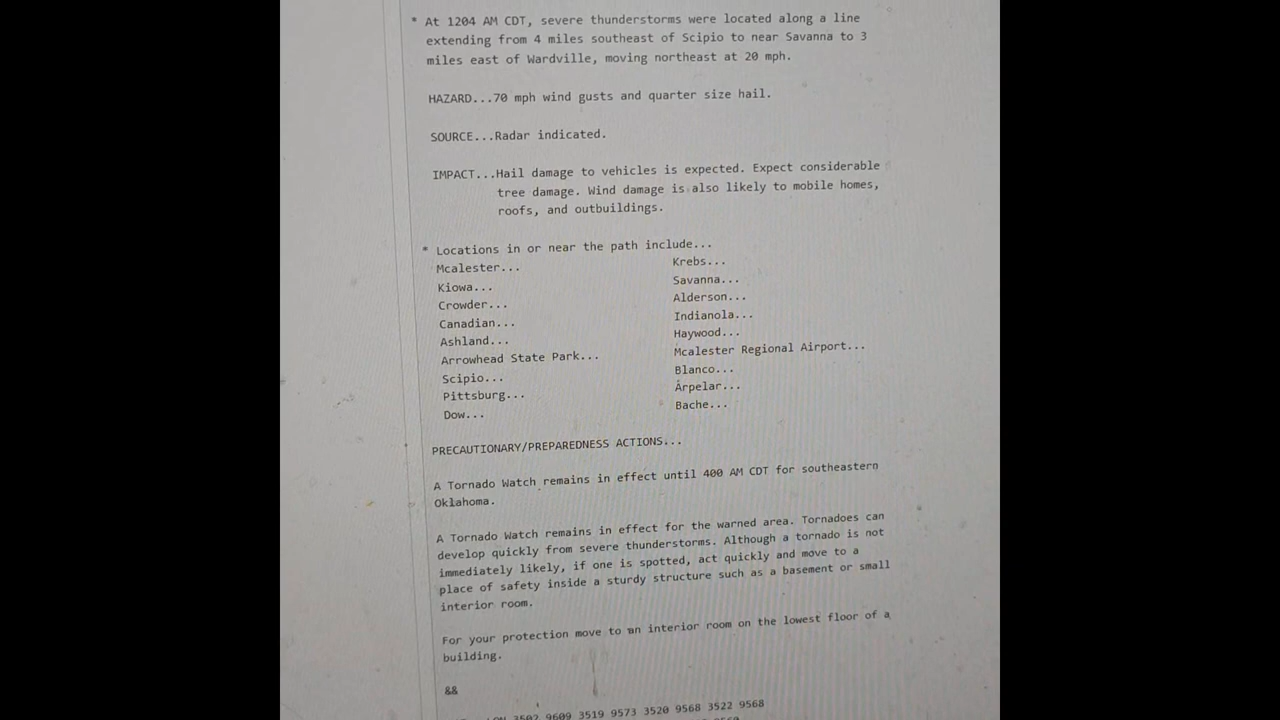 * At 1204 AM CDT, severe thunderstorms were located along a line
extending from 4 miles southeast of Scipio to near Savanna to 3
miles east of Wardville, moving northeast at 20 mph.
HAZARD...70 mph wind gusts and quarter size hail.
SOURCE...Radar indicated.
IMPACT...Hail damage to vehicles is expected. Expect considerable
tree damage. Wind damage is also likely to mobile homes,
roofs, and outbuildings.
* Locations in or near the path include...
Mcalester... Krebs...
Kiowa... Savanna...
Crowder... Alderson...
Canadian... Indianola...
Ashland... Haywood...
Arrowhead State Park... Mcalester Regional Airport...
Scipio... Blanco...
Pittsburg... Arpelar...
Dow... Bache...
PRECAUTIONARY/PREPAREDNESS ACTIONS...
A Tornado Watch remains in effect until 400 AM CDT for southeastern
Oklahoma.
A Tornado Watch remains in effect for the warned area. Tornadoes can
develop quickly from severe thunderstorms. Although a tornado is not
immediately likely, if one is spotted, act quickly and move to a
place of safety inside a sturdy structure such as a basement or small
interior room.
For your protection move to an interior room on the lowest floor of a
building.
&&
3502 9609 3519 9573 3520 9568 3522 9568